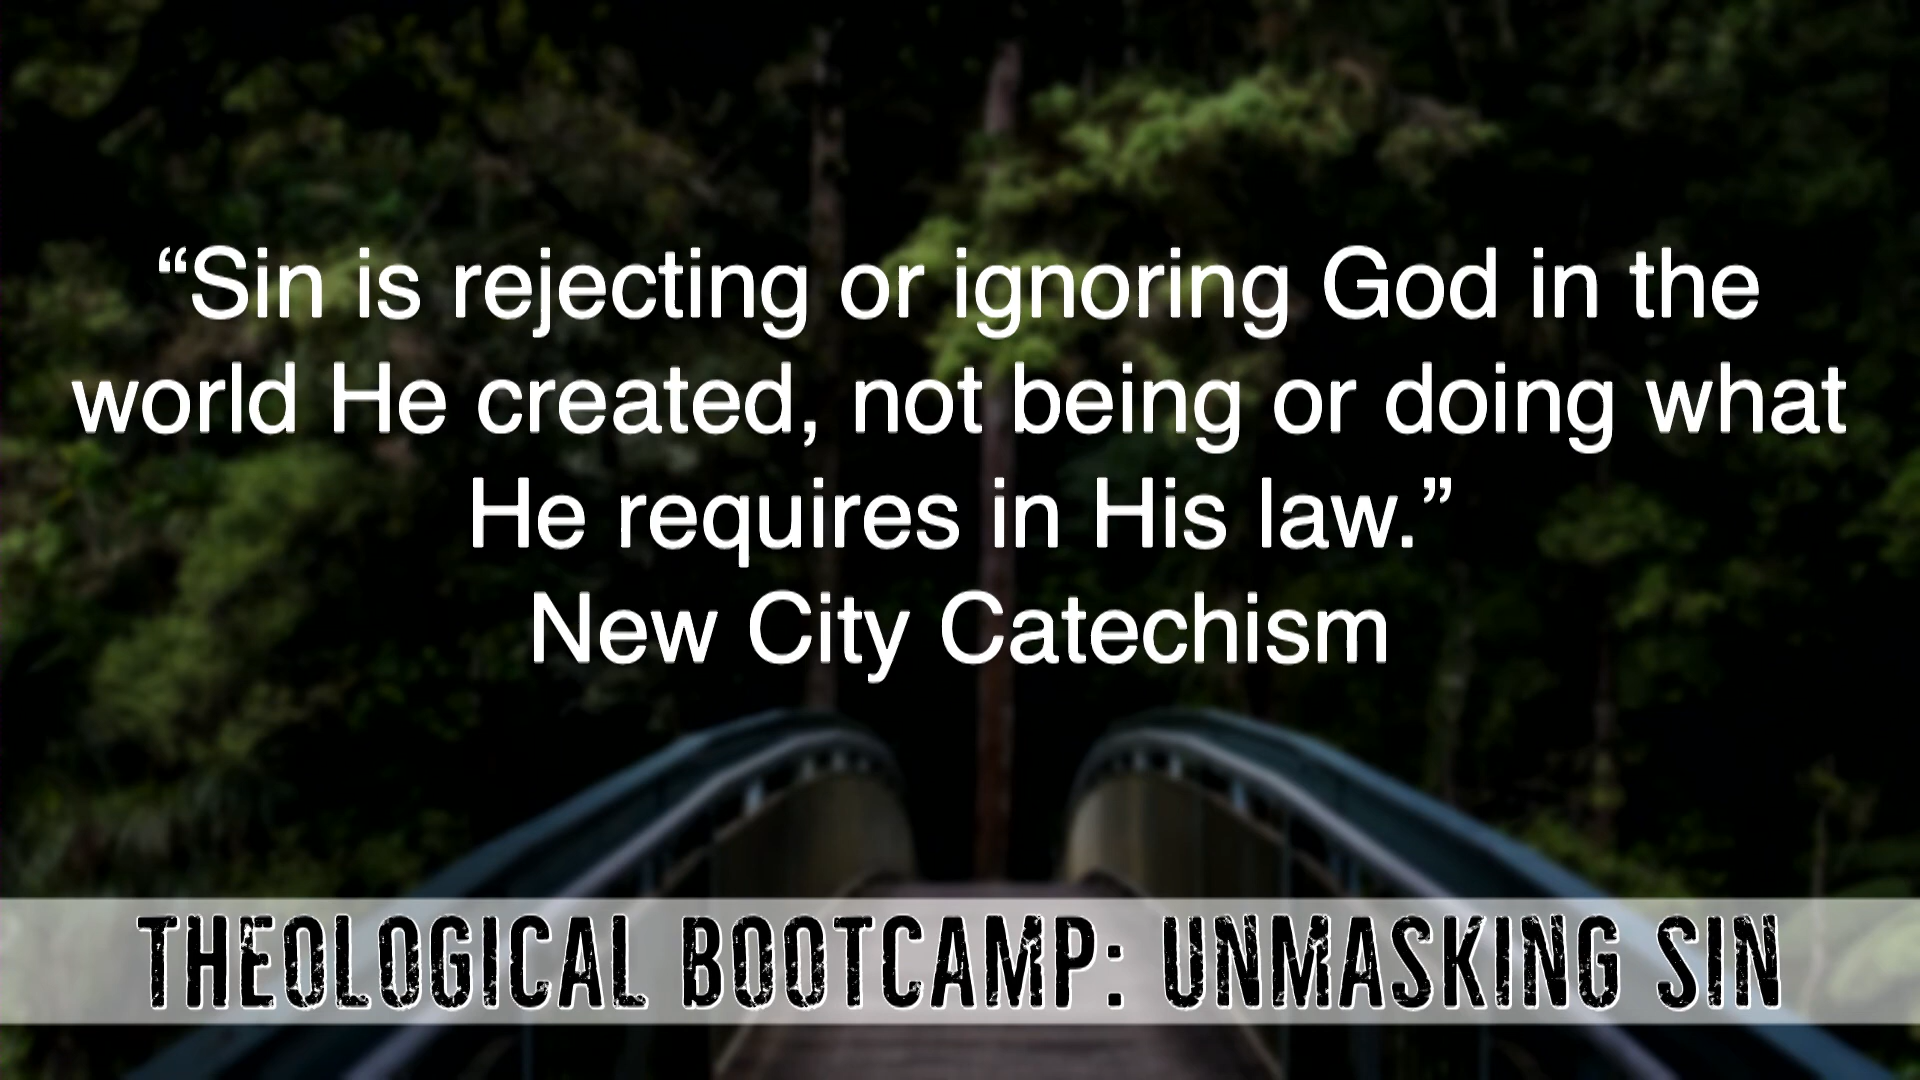 “Sin is rejecting or ignoring God in the
world He created, not being or doing what
He requires in His law.”
New City Catechism
THEOLOGICAL BOOTCAMP: UNMASKING SIN